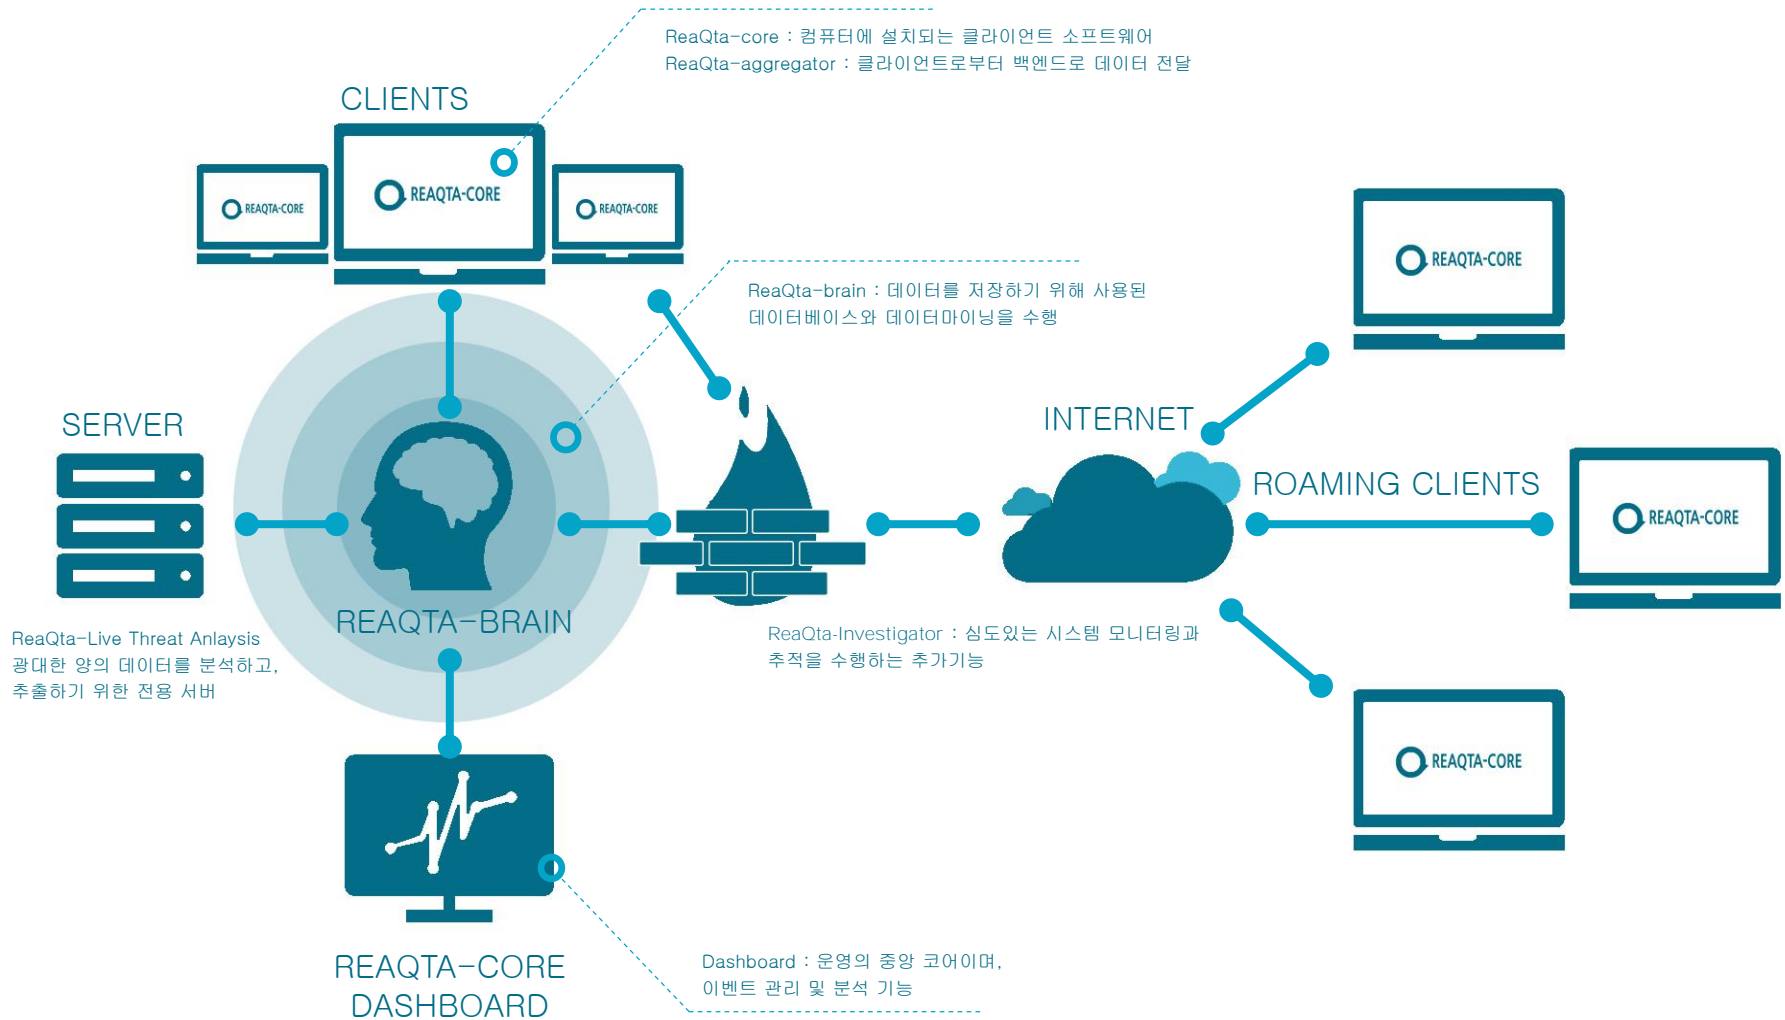 ReaQta-core : 컴퓨터에 설치되는 클라이언트 소프트웨어
ReaQta-aggregator : 클라이언트로부터 백엔드로 데이터 전달
CLIENTS
REAQTA-CORE
REAQTA-CORE
REAQTA-CORE
REAQTA-CORE
ReaQta-brain : 데이터를 저장하기 위해 사용된
데이터베이스와 데이터마이닝을 수행
SERVER
INTERNET
ROAMING CLIENTS
REAQTA-CORE
REAQTA-BRAIN
ReaQta-Live Threat Anlaysis
광대한 양의 데이터를 분석하고,
추출하기 위한 전용 서버
ReaQta-Investigator : 심도있는 시스템 모니터링과
추적을 수행하는 추가기능
REAQTA-CORE
REAQTA-CORE
DASHBOARD
Dashboard : 운영의 중앙 코어이며,
이벤트 관리 및 분석 기능